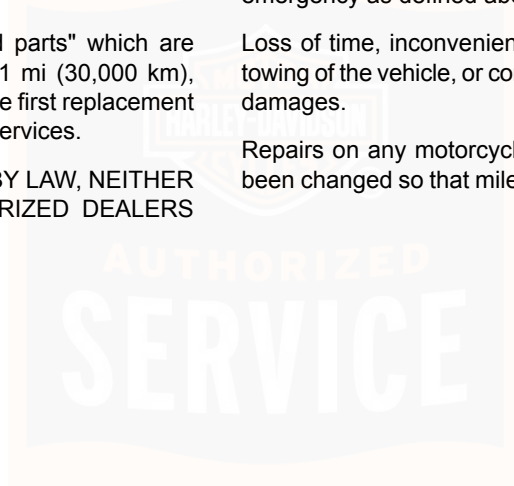 parts" which are
1 mi (30,000 km),
e first replacement
ervices.
BY LAW, NEITHER
RIZED DEALERS
emergency as defined abo
Loss of time, inconvenien
towing of the vehicle, or co
damages.
Repairs on any motorcycl
been changed so that mile
HARLEY-DAVIDSON
AUTHORIZED
SERVICE